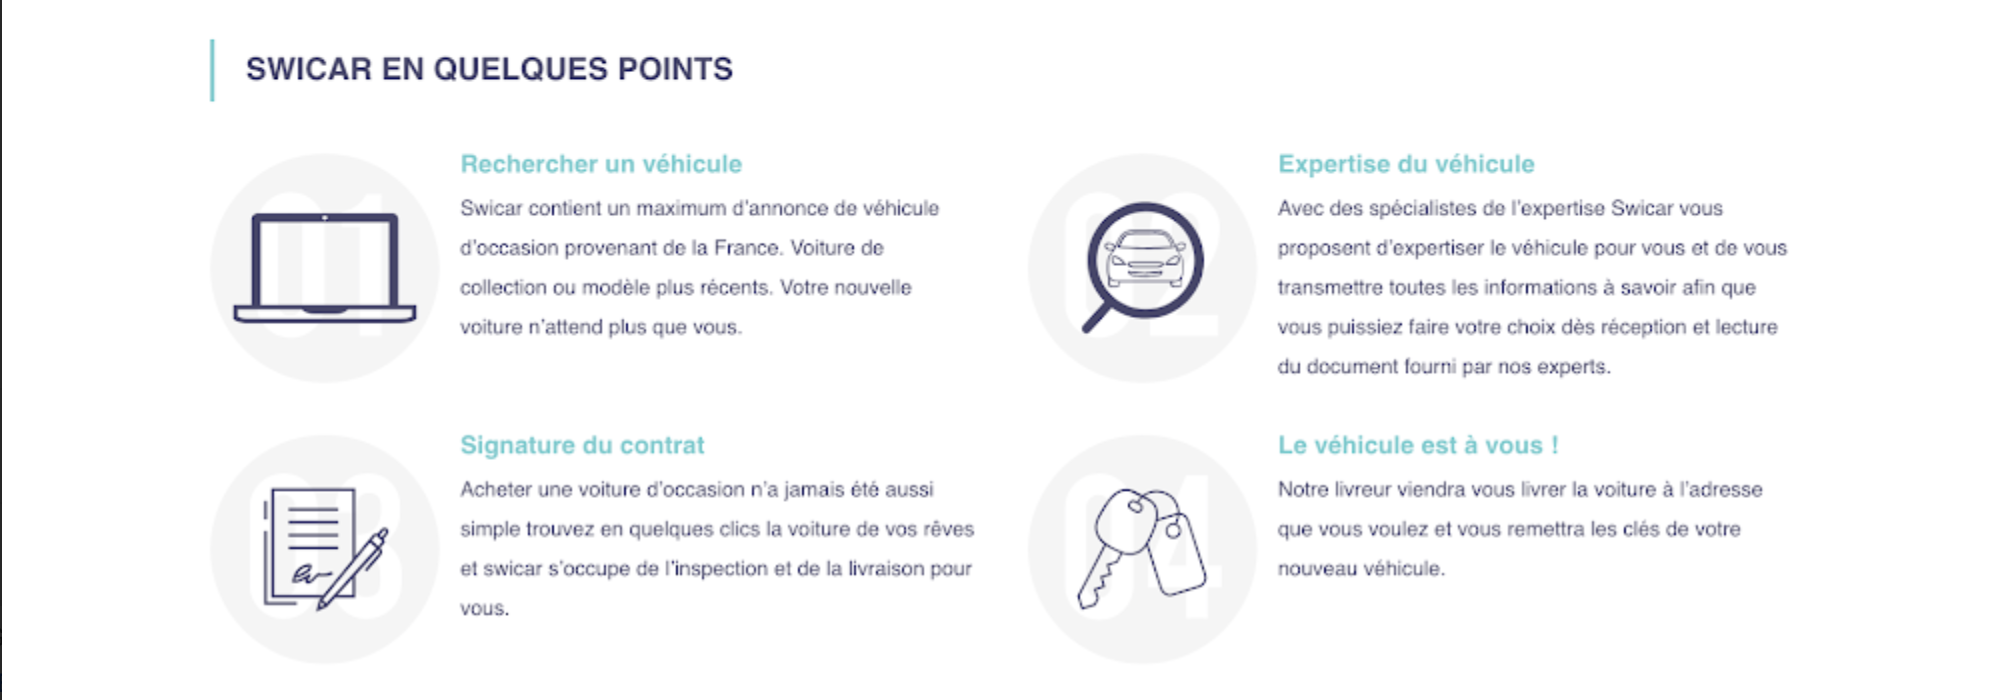 SWICAR EN QUELQUES POINTS
01
Rechercher un véhicule
Swicar contient un maximum d'annonce de véhicule
d'occasion provenant de la France. Voiture de
collection ou modèle plus récents. Votre nouvelle
voiture n'attend plus que vous.
02
Expertise du véhicule
Avec des spécialistes de l'expertise Swicar vous
proposent d'expertiser le véhicule pour vous et de vous
transmettre toutes les informations à savoir afin que
vous puissiez faire votre choix dès réception et lecture
du document fourni par nos experts.
03
Signature du contrat
Acheter une voiture d'occasion n'a jamais été aussi
simple trouvez en quelques clics la voiture de vos rêves
et swicar s'occupe de l'inspection et de la livraison pour
vous.
04
Le véhicule est à vous !
Notre livreur viendra vous livrer la voiture à l'adresse
que vous voulez et vous remettra les clés de votre
nouveau véhicule.